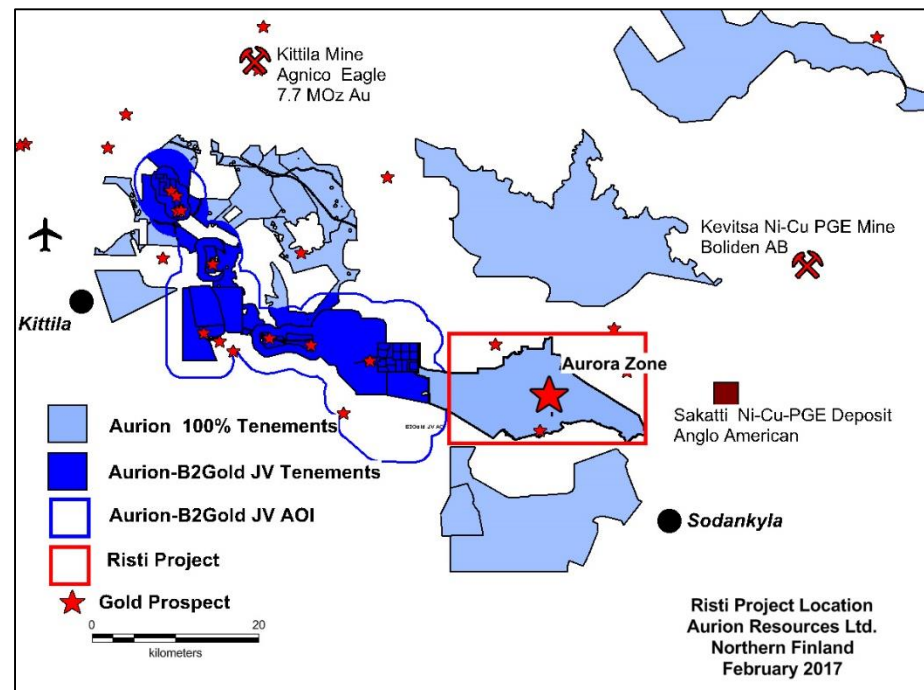 Kittila Mine
Agnico Eagle
7.7 MOz Au
Kevitsa Ni-Cu PGE Mine
Boliden AB
Kittila
Aurora Zone
Sakatti Ni-Cu-PGE Deposit
Anglo American
Sodankyla
Aurion 100% Tenements
Aurion-B2Gold JV Tenements
Aurion-B2Gold JV AOI
Risti Project
Gold Prospect
0 20
kilometers
Risti Project Location
Aurion Resources Ltd.
Northern Finland
February 2017